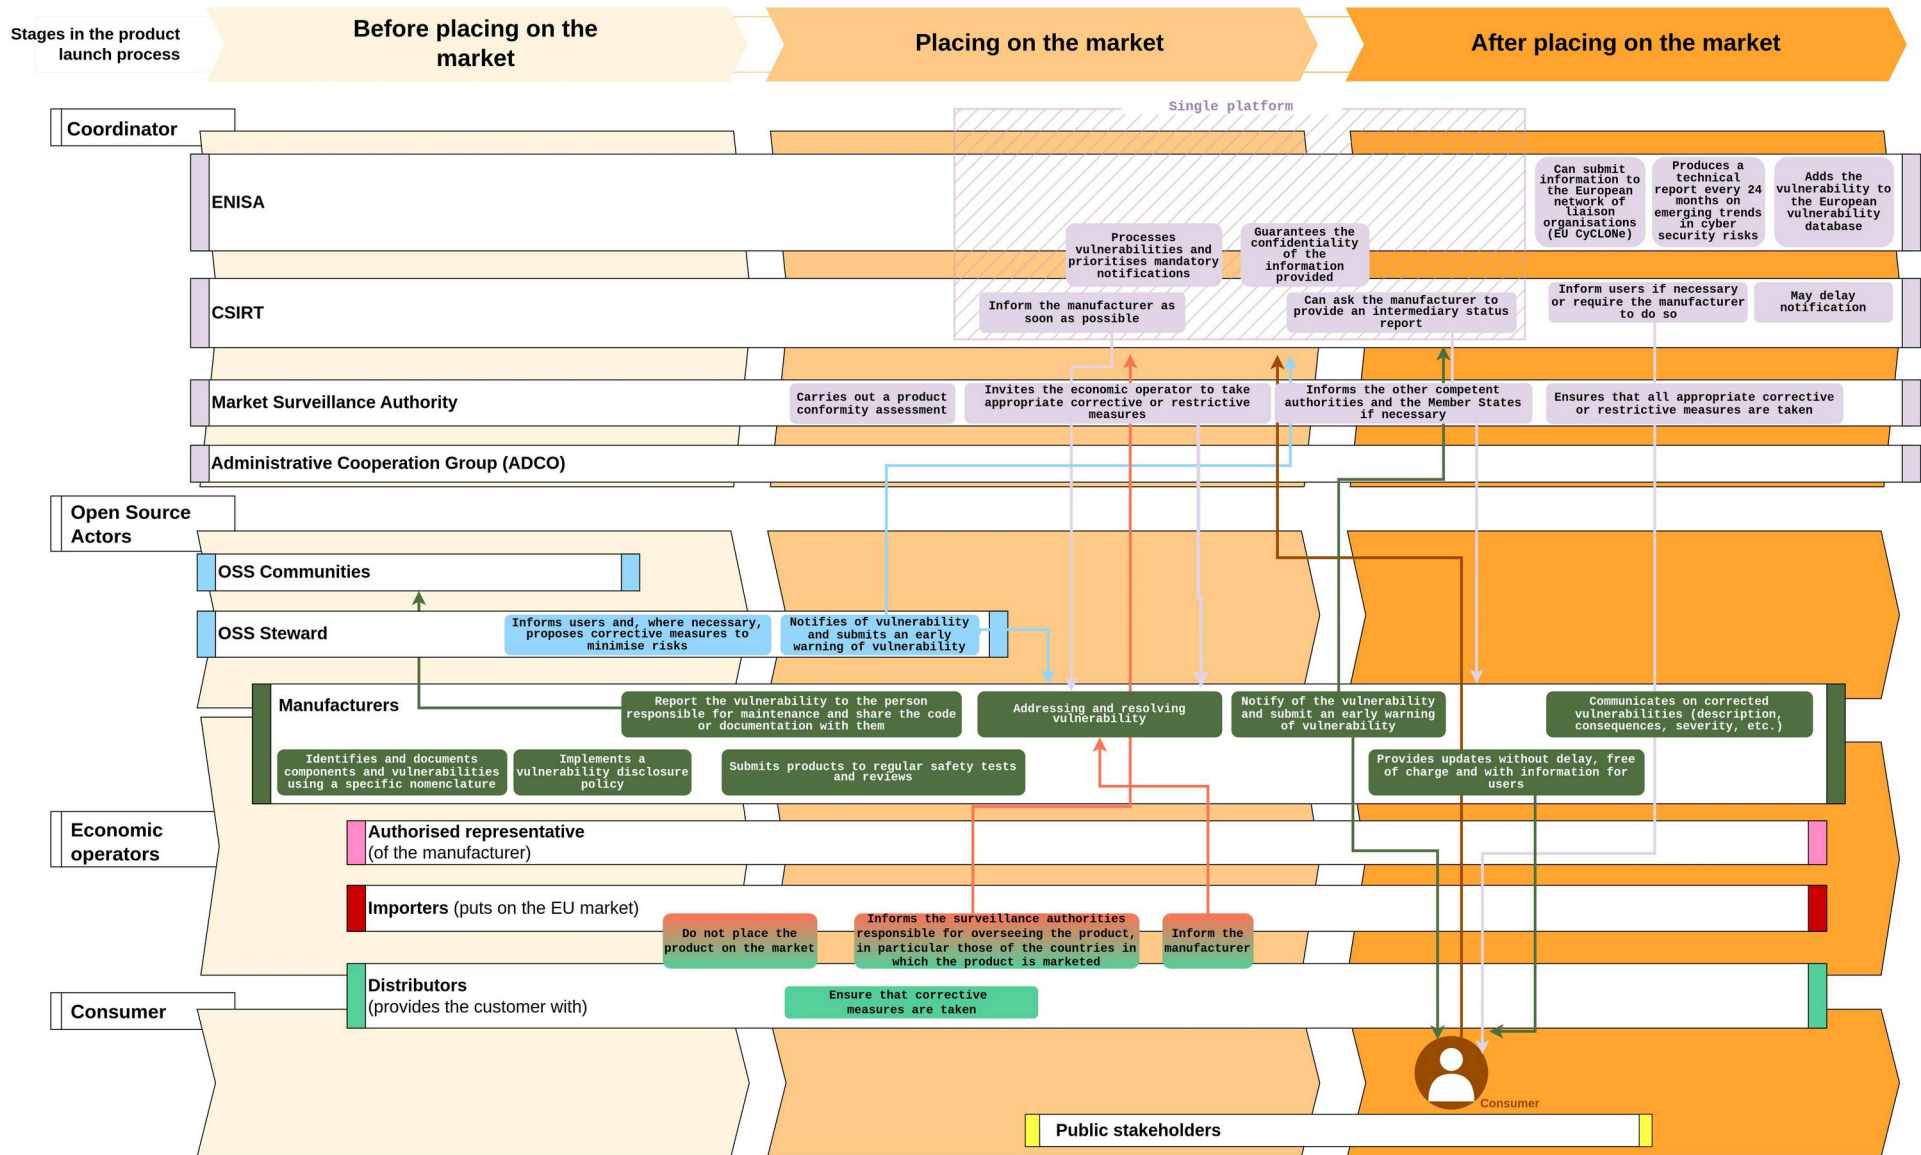 Stages in the product
launch process
Before placing on the
market
Placing on the market
After placing on the market
Single platform
Coordinator
ENISA
Can submit
information to
the European
network of
liaison
organisations
(EU CyCLONe)
Produces a
technical
report every 24
months on
emerging trends
in cyber
security risks
Adds the
vulnerability to
the European
vulnerability
database
Processes
vulnerabilities and
prioritises mandatory
notifications
Guarantees the
confidentiality
of the
information
provided
CSIRT
Inform the manufacturer as
soon as possible
Can ask the manufacturer to
provide an intermediary status
report
Inform users if necessary
or require the manufacturer
to do so
May delay
notification
Market Surveillance Authority
Carries out a product
conformity assessment
Invites the economic operator to take
appropriate corrective or restrictive
measures
Informs the other competent
authorities and the Member States
if necessary
Ensures that all appropriate corrective
or restrictive measures are taken
Administrative Cooperation Group (ADCO)
Open Source
Actors
OSS Communities
OSS Steward
Informs users and, where necessary,
proposes corrective measures to
minimise risks
Notifies of vulnerability
and submits an early
warning of vulnerability
Manufacturers
Report the vulnerability to the person
responsible for maintenance and share the code
or documentation with them
Addressing and resolving
vulnerability
Notify of the vulnerability
and submit an early warning
of vulnerability
Communicates on corrected
vulnerabilities (description,
consequences, severity, etc.)
Identifies and documents
components and vulnerabilities
using a specific nomenclature
Implements a
vulnerability disclosure
policy
Submits products to regular safety tests
and reviews
Provides updates without delay, free
of charge and with information for
users
Economic
operators
Authorised representative
(of the manufacturer)
Importers (puts on the EU market)
Do not place the
product on the market
Informs the surveillance authorities
responsible for overseeing the product,
in particular those of the countries in
which the product is marketed
Inform the
manufacturer
Distributors
(provides the customer with)
Ensure that corrective
measures are taken
Consumer
Consumer
Public stakeholders